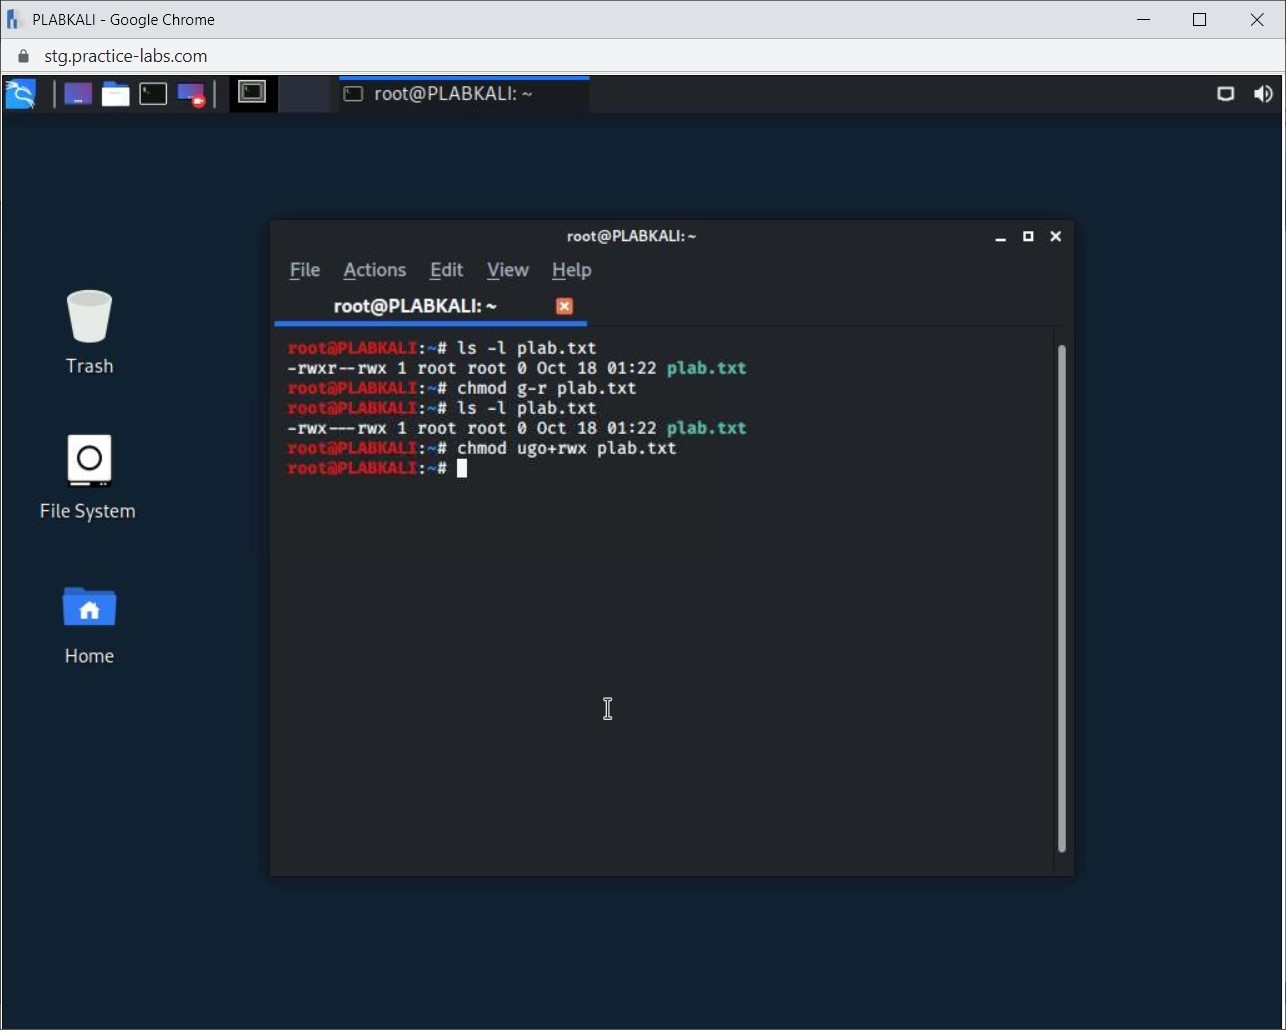 PLABKALI - Google Chrome
stg.practice-labs.com
root@PLABKALI: ~
root@PLABKALI:~
File Actions Edit View Help
root@PLABKALI: ~
root@PLABKALI:~# ls -l plab.txt
-rwxr--rwx 1 root root 0 Oct 18 01:22 plab.txt
root@PLABKALI:~# chmod g-r plab.txt
root@PLABKALI:~# ls -l plab.txt
-rwx---rwx 1 root root 0 Oct 18 01:22 plab.txt
root@PLABKALI:~# chmod ugo+rwx plab.txt
root@PLABKALI:~#
Trash
File System
Home